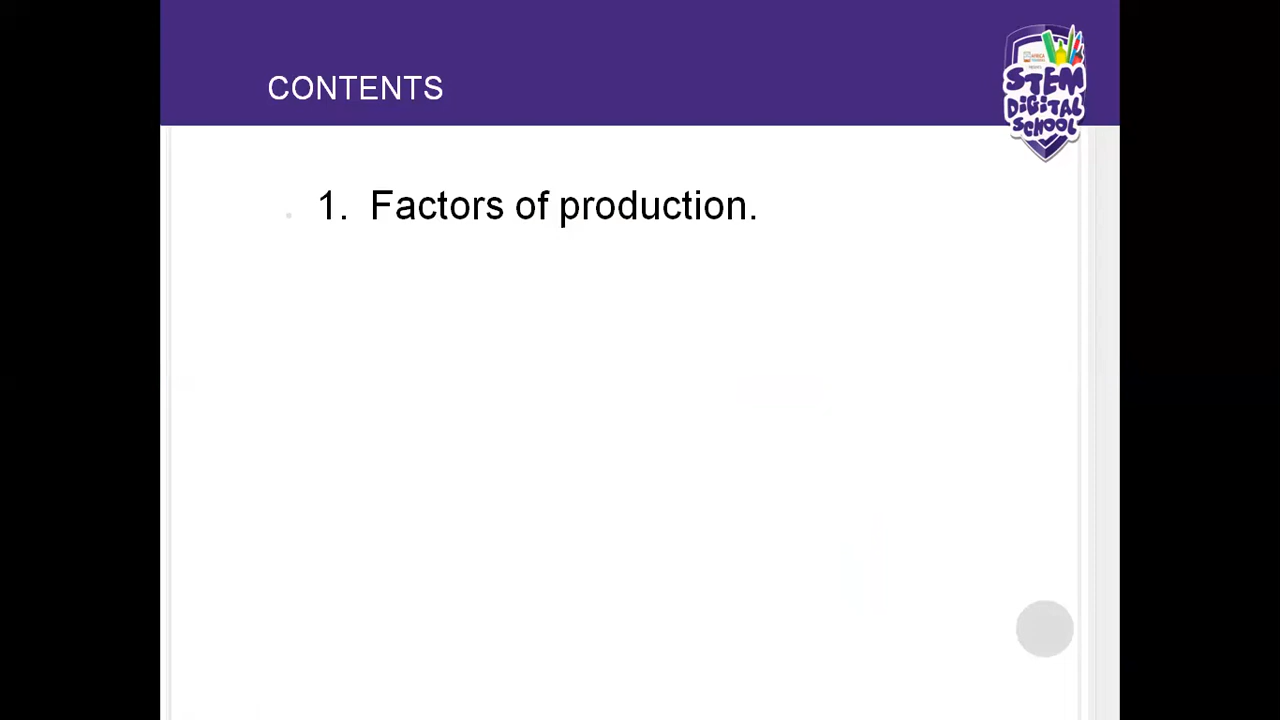 CONTENTS
STEM
DIGITAL
SCHOOL
1. Factors of production.